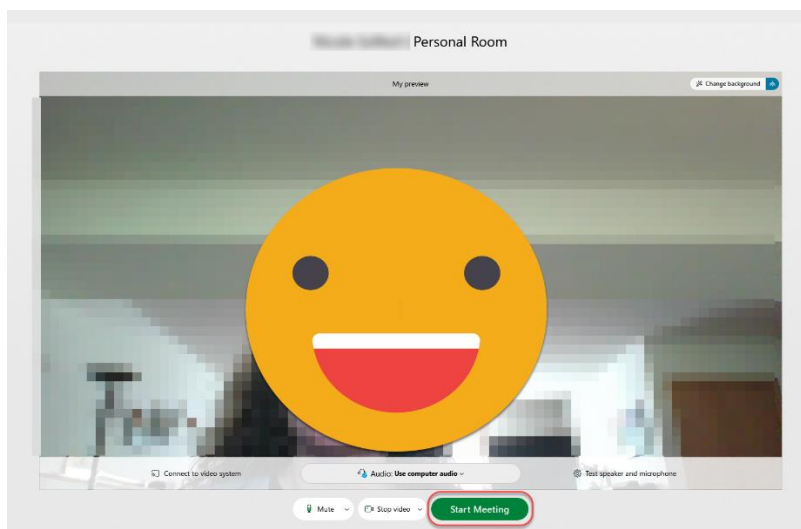 Personal Room
My preview
Change background
Connect to video system
Audio: Use computer audio
Test speaker and microphone
Mute
Stop video
Start Meeting